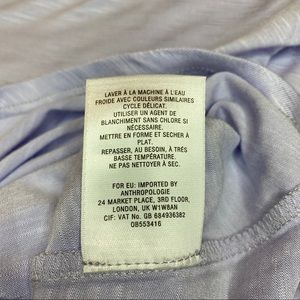 LAVER À LA MACHINE À L'EAU
FROIDE AVEC COULEURS SIMILAIRES
CYCLE DÉLICAT.
UTILISER UN AGENT DE
BLANCHIMENT SANS CHLORE SI
NÉCESSAIRE.
METTRE EN FORME ET SECHER À
PLAT.
REPASSER, AU BESOIN, À TRÈS
BASSE TEMPÉRATURE.
NE PAS NETTOYER À SEC.
FOR EU: IMPORTED BY
ANTHROPOLOGIE
24 MARKET PLACE, 3RD FLOOR,
LONDON, UK W1W8AN
CIF: VAT No. GB 684936382
OB553416